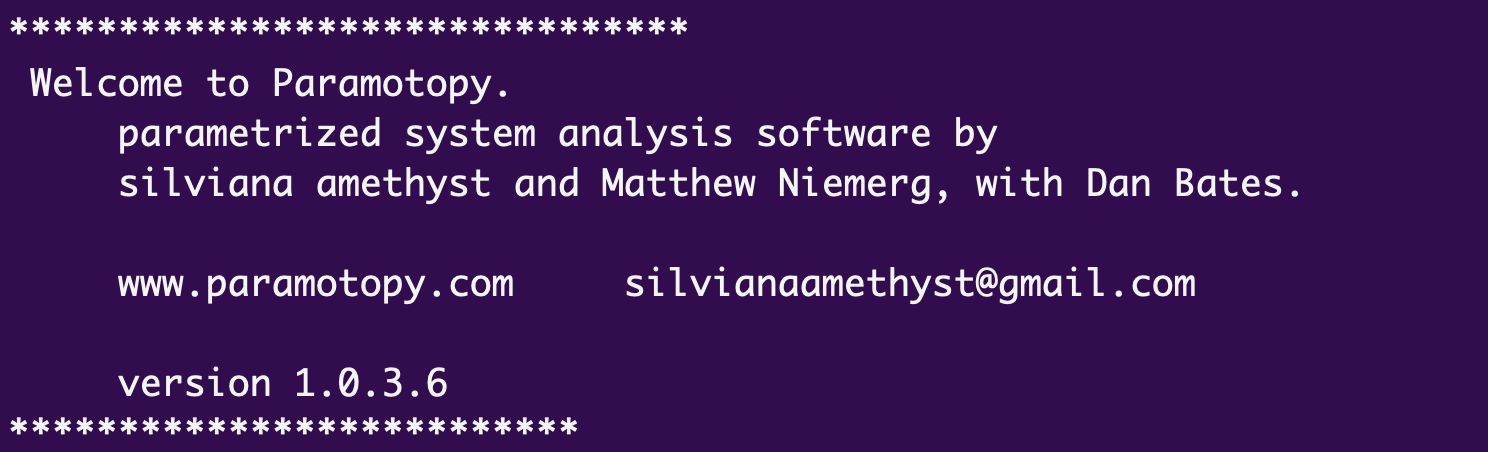 *******************************
Welcome to Paramotopy.
parametrized system analysis software by
silviana amethyst and Matthew Niemerg, with Dan Bates.
www.paramotopy.com silvianaamethyst@gmail.com
version 1.0.3.6
**************************